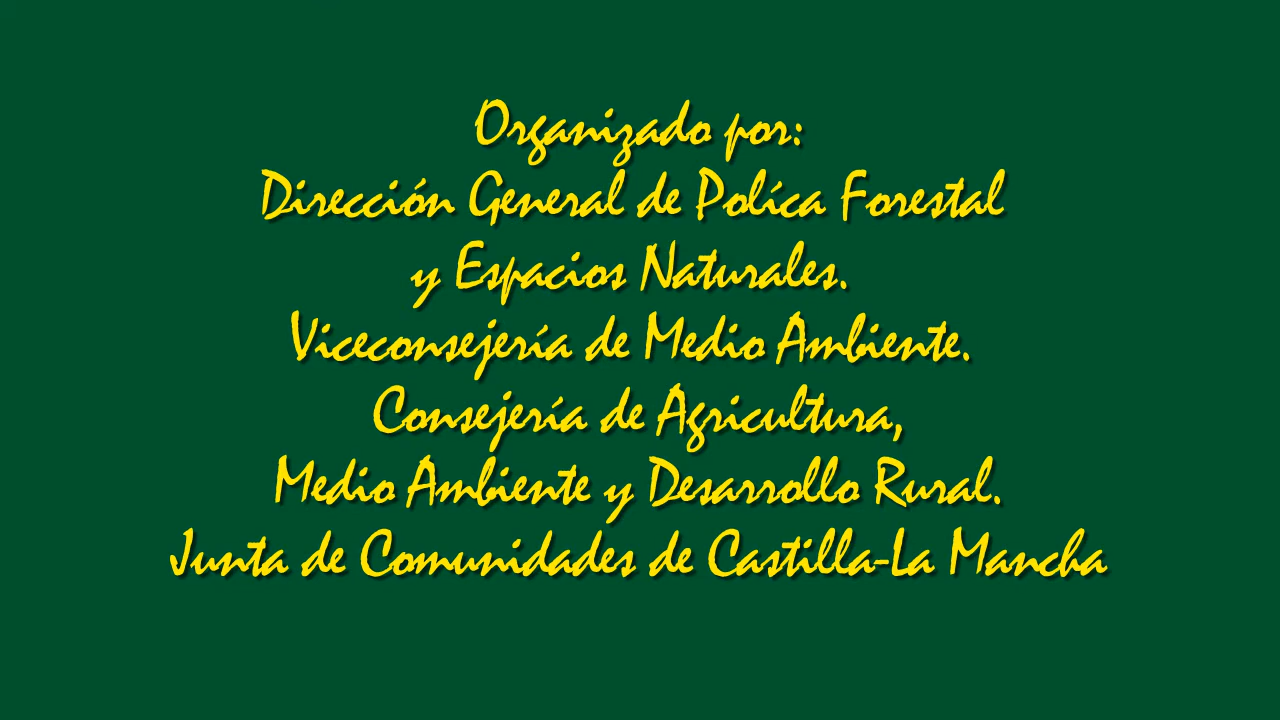 Organizado por:
Dirección General de Políca Forestal
y Espacios Naturales.
Viceconsejería de Medio Ambiente.
Consejería de Agricultura,
Medio Ambiente y Desarrollo Rural.
Junta de Comunidades de Castilla-La Mancha